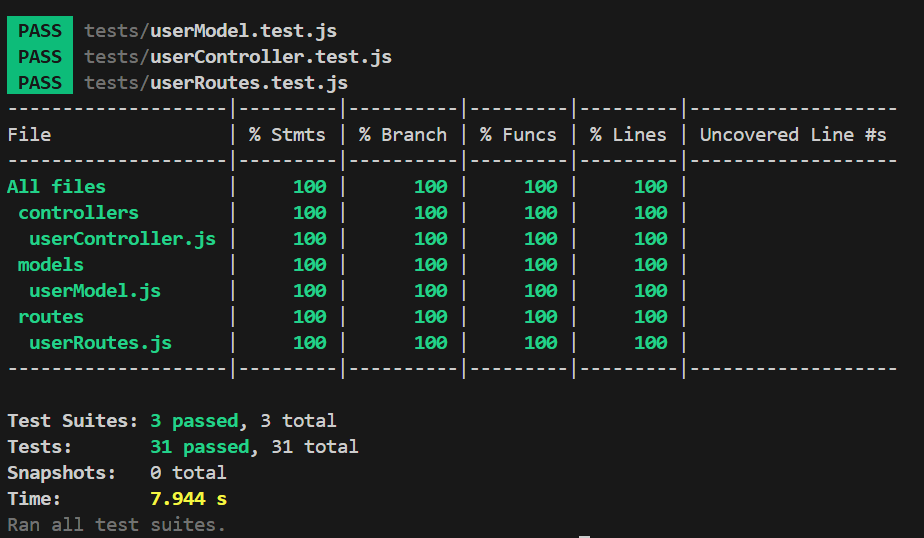 PASS tests/userModel.test.js
PASS tests/userController.test.js
PASS tests/userRoutes.test.js
--------------------|---------|----------|---------|---------|-------------------
File                | % Stmts | % Branch | % Funcs | % Lines | Uncovered Line #s
--------------------|---------|----------|---------|---------|-------------------
All files           |     100 |      100 |     100 |     100 |
 controllers        |     100 |      100 |     100 |     100 |
  userController.js |     100 |      100 |     100 |     100 |
 models             |     100 |      100 |     100 |     100 |
  userModel.js      |     100 |      100 |     100 |     100 |
 routes             |     100 |      100 |     100 |     100 |
  userRoutes.js     |     100 |      100 |     100 |     100 |
--------------------|---------|----------|---------|---------|-------------------
Test Suites: 3 passed, 3 total
Tests:       31 passed, 31 total
Snapshots:   0 total
Time:        7.944 s
Ran all test suites.